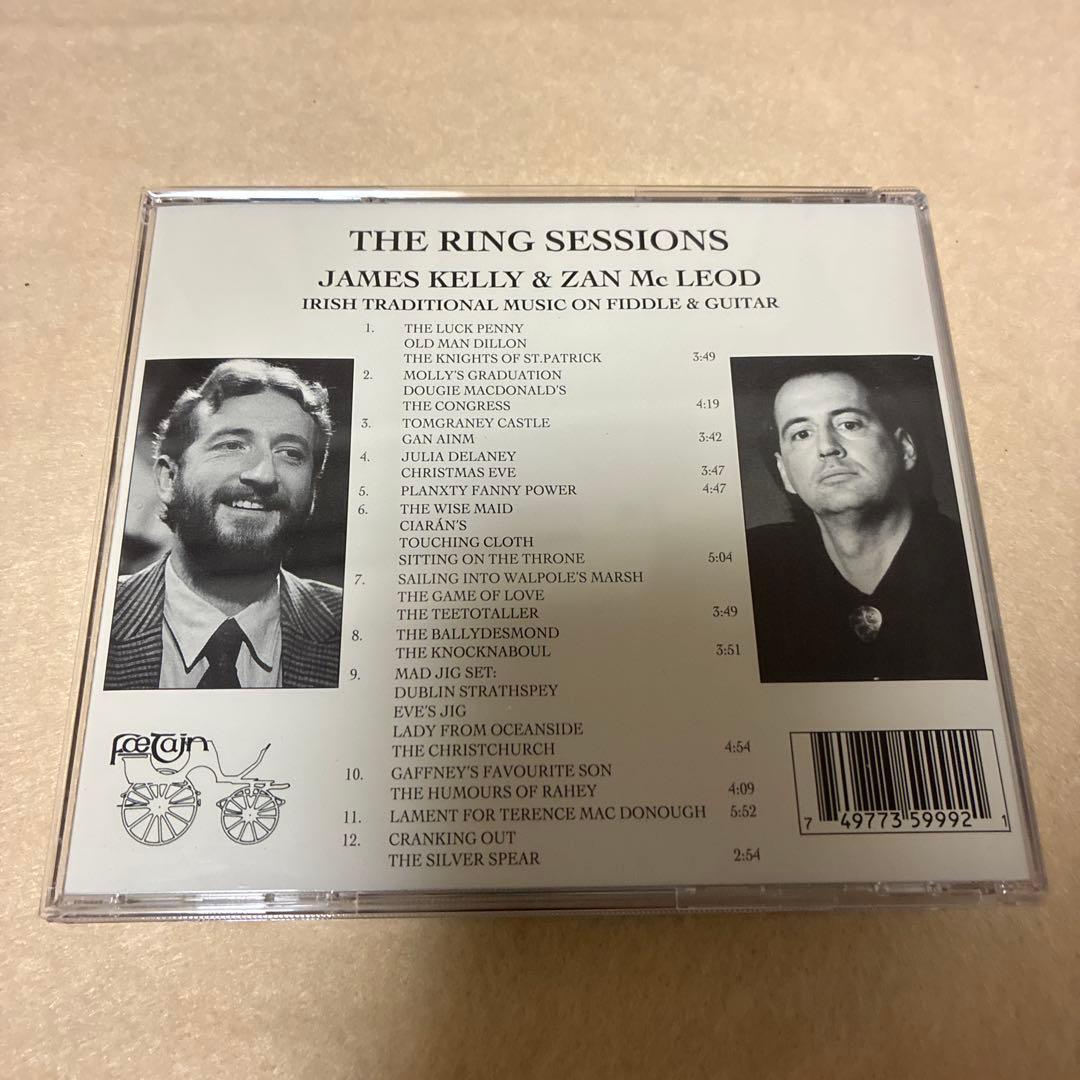 THE RING SESSIONS
JAMES KELLY & ZAN Mc LEOD
IRISH TRADITIONAL MUSIC ON FIDDLE & GUITAR
1. THE LUCK PENNY
OLD MAN DILLON
THE KNIGHTS OF ST.PATRICK 3:49
2. MOLLY'S GRADUATION
DOUGIE MACDONALD'S
THE CONGRESS 4:19
3. TOMGRANEY CASTLE
GAN AINM 3:42
4. JULIA DELANEY
CHRISTMAS EVE 3:47
5. PLANXTY FANNY POWER 4:47
6. THE WISE MAID
CIARÁN'S
TOUCHING CLOTH
SITTING ON THE THRONE 5:04
7. SAILING INTO WALPOLE'S MARSH
THE GAME OF LOVE
THE TEETOTALLER 3:49
8. THE BALLYDESMOND
THE KNOCKNABOUL 3:51
9. MAD JIG SET:
DUBLIN STRATHSPEY
EVE'S JIG
LADY FROM OCEANSIDE
THE CHRISTCHURCH 4:54
10. GAFFNEY'S FAVOURITE SON
THE HUMOURS OF RAHEY 4:09
11. LAMENT FOR TERENCE MAC DONOUGH 5:52
12. CRANKING OUT
THE SILVER SPEAR 2:54
faetain
7 49773 59992 1